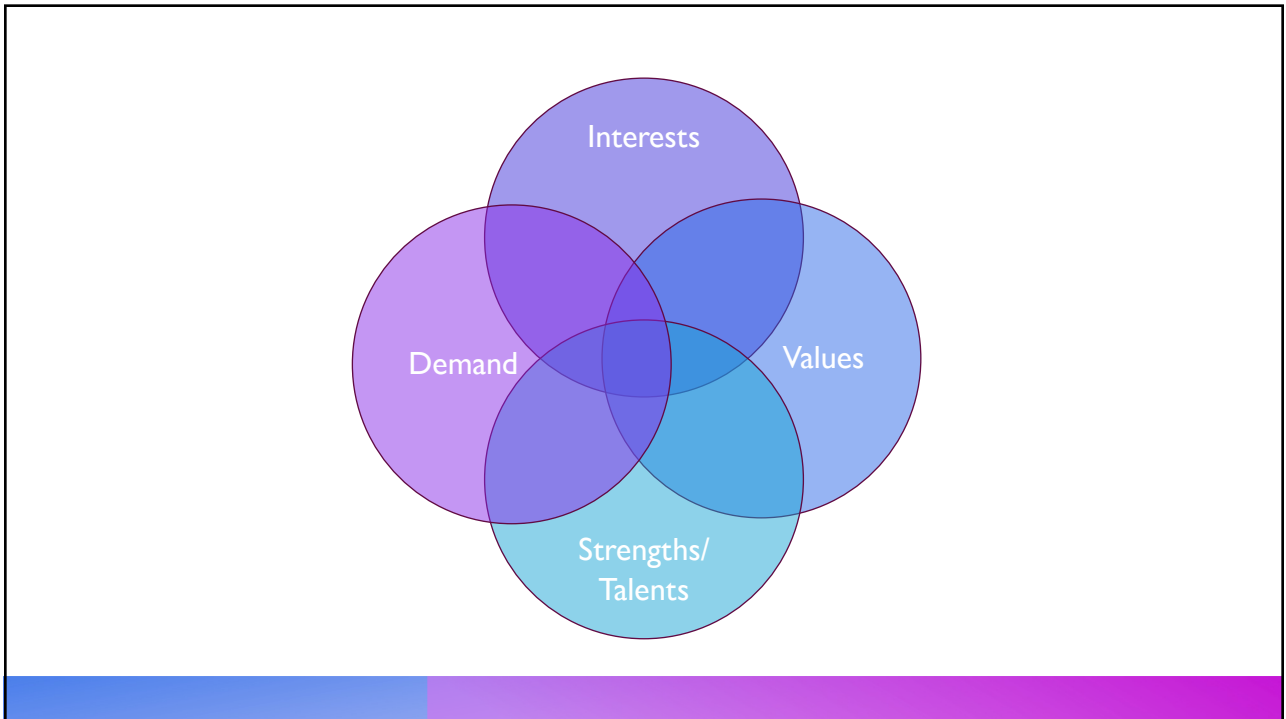 Interests
Demand
Values
Strengths/
Talents